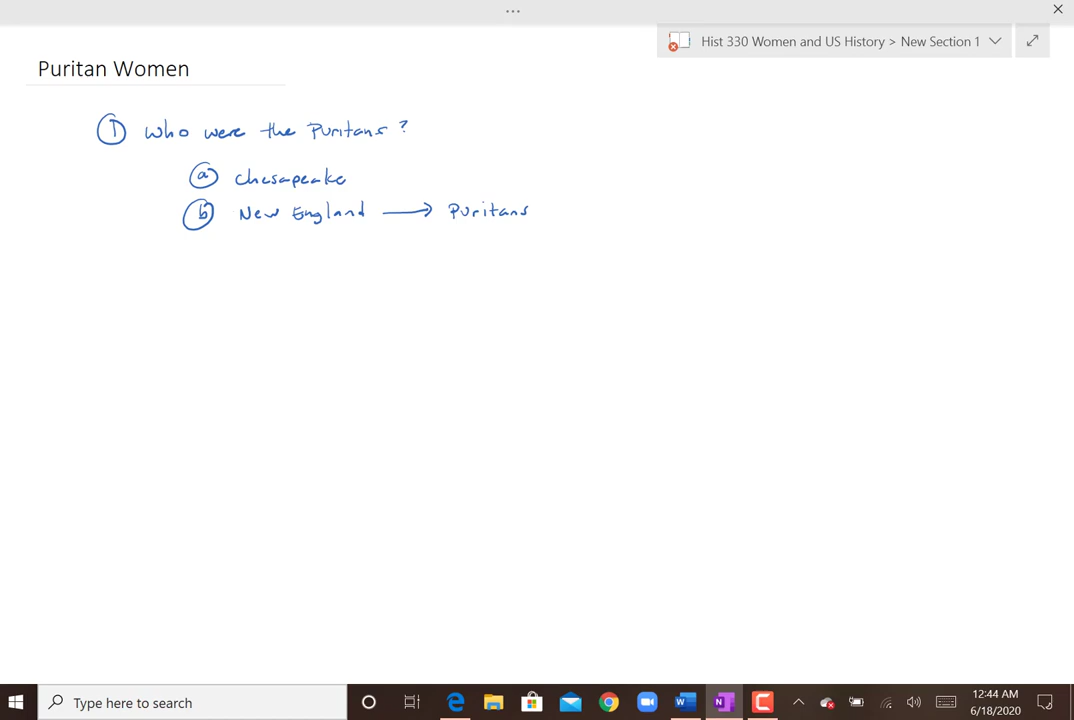 Hist 330 Women and US History > New Section 1
Puritan Women
1 Who were the Puritans?
a Chesapeake
b New England → Puritans
Type here to search
12:44 AM
6/18/2020